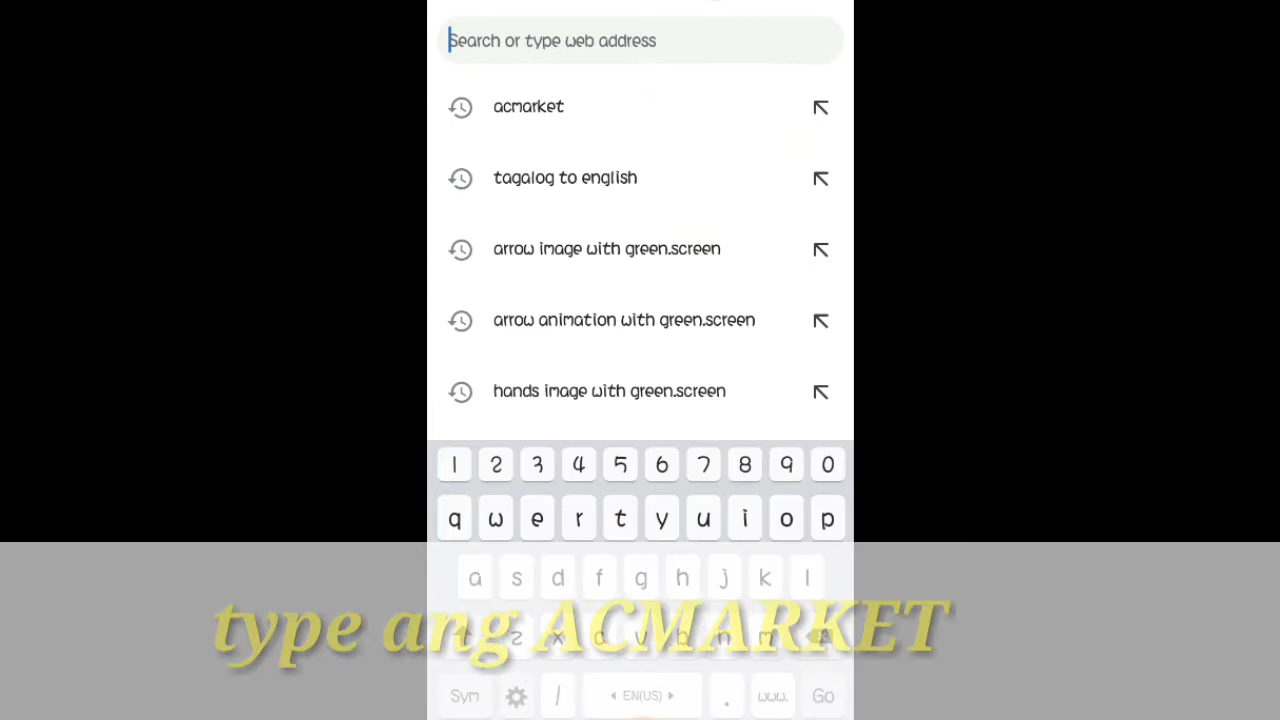 Search or type web address
acmarket
tagalog to english
arrow image with green.screen
arrow animation with green.screen
hands image with green.screen
1 2 3 4 5 6 7 8 9 0
q w e r t y u i o p
a s d f g h j k l
type ang ACMARKET
z x c v b n m
Sym / EN(US) . www. Go